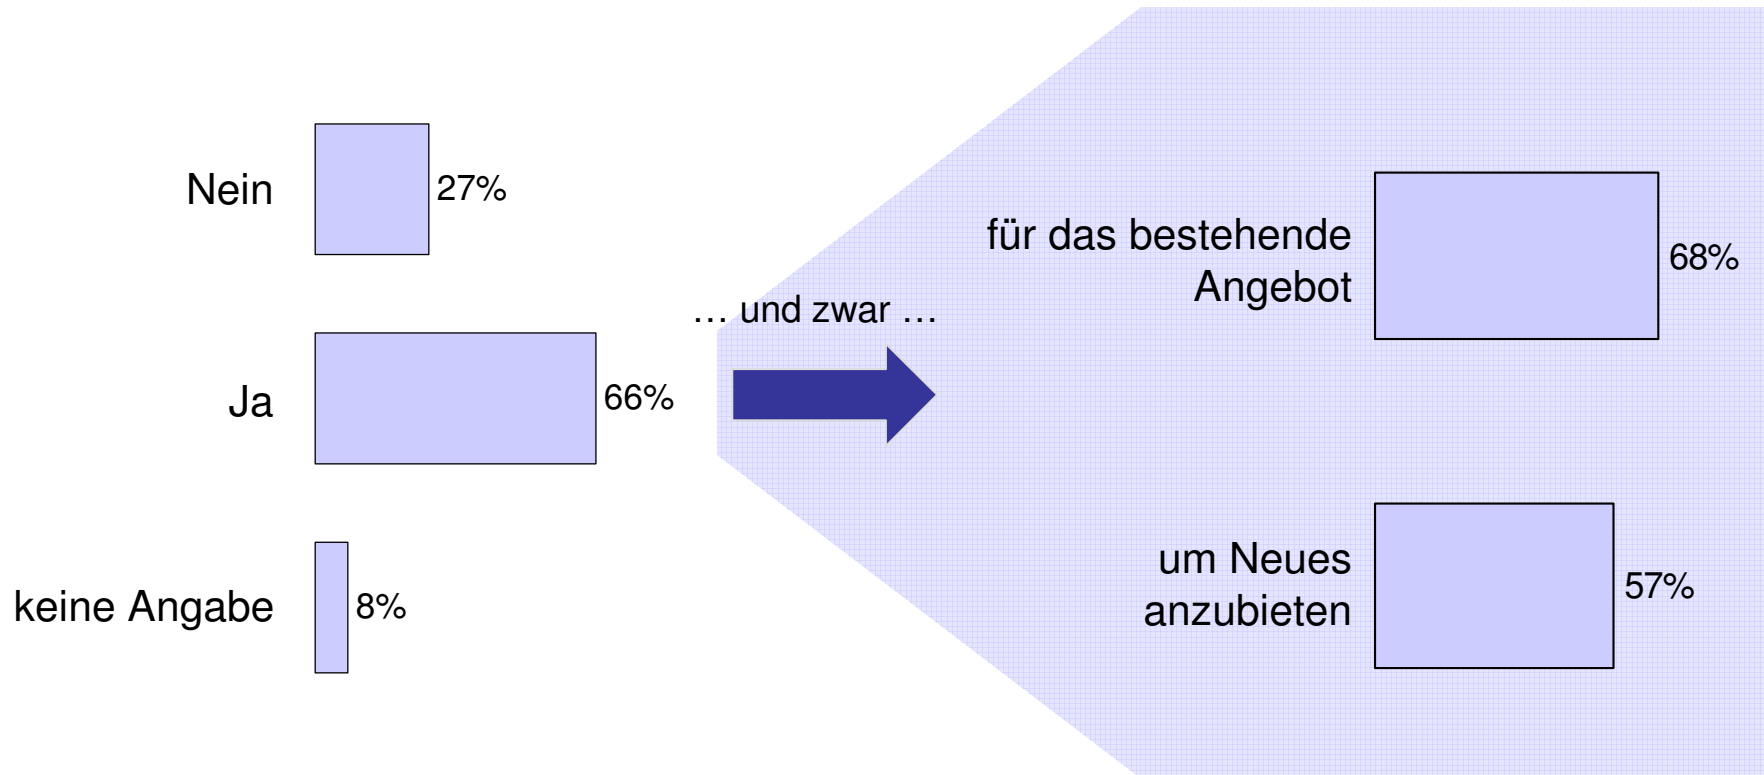 Nein
27%
Ja
66%
keine Angabe
8%
… und zwar …
für das bestehende
Angebot
68%
um Neues
anzubieten
57%